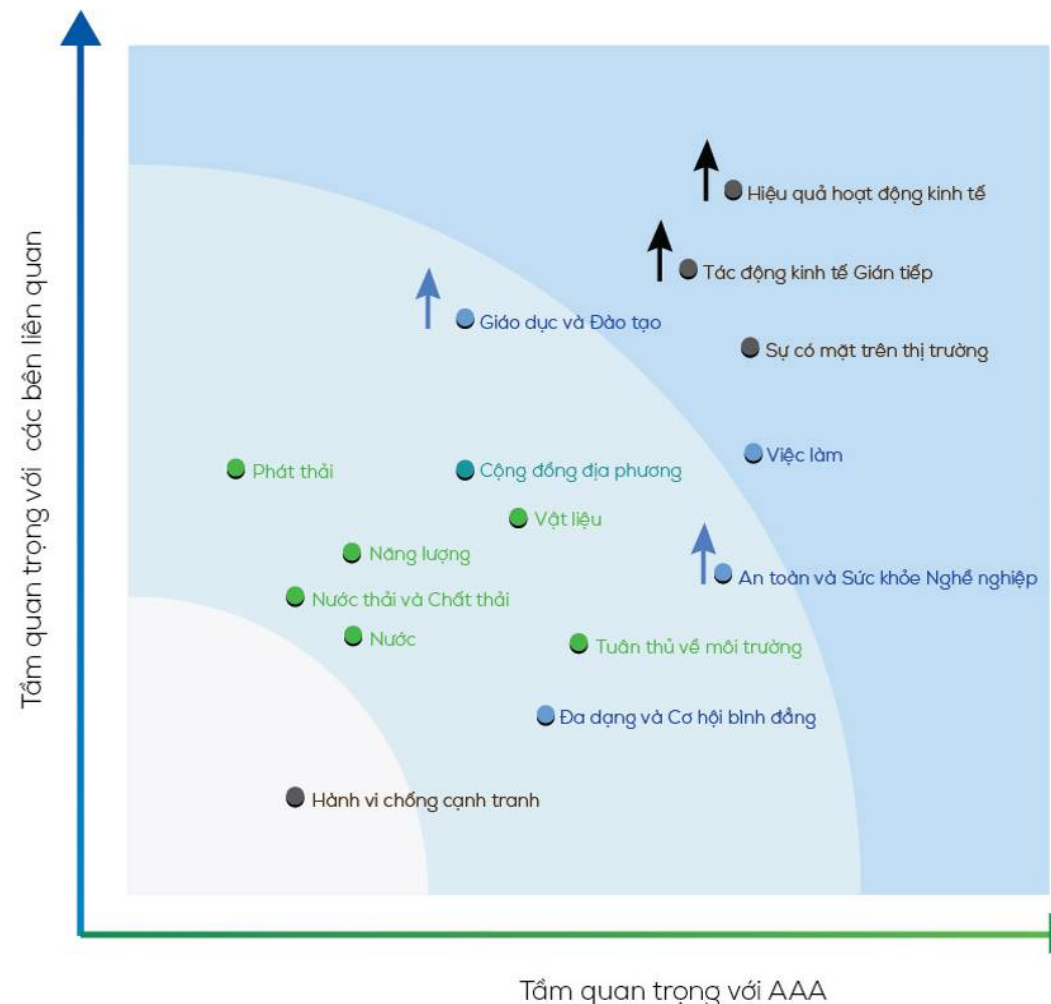 Tầm quan trọng với các bên liên quan
Hiệu quả hoạt động kinh tế
Tác động kinh tế Gián tiếp
Giáo dục và Đào tạo
Sự có mặt trên thị trường
Việc làm
Phát thải
Cộng đồng địa phương
Vật liệu
Năng lượng
An toàn và Sức khỏe Nghề nghiệp
Nước thải và Chất thải
Nước
Tuân thủ về môi trường
Đa dạng và Cơ hội bình đẳng
Hành vi chống cạnh tranh
Tầm quan trọng với AAA